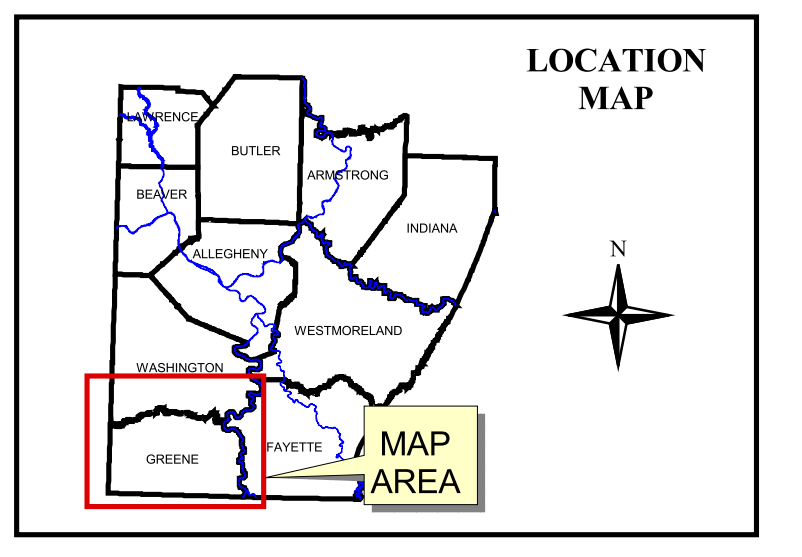 LOCATION
MAP
LAWRENCE
BUTLER
ARMSTRONG
BEAVER
INDIANA
ALLEGHENY
N
WESTMORELAND
WASHINGTON
FAYETTE
GREENE
MAP
AREA